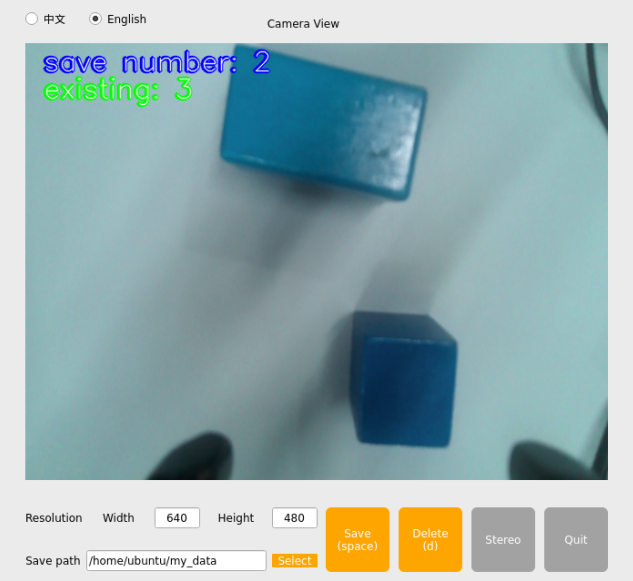 中文 English Camera View
save number: 2
existing: 3
Resolution Width 640 Height 480
Save (space)
Delete (d)
Stereo
Quit
Save path /home/ubuntu/my_data Select